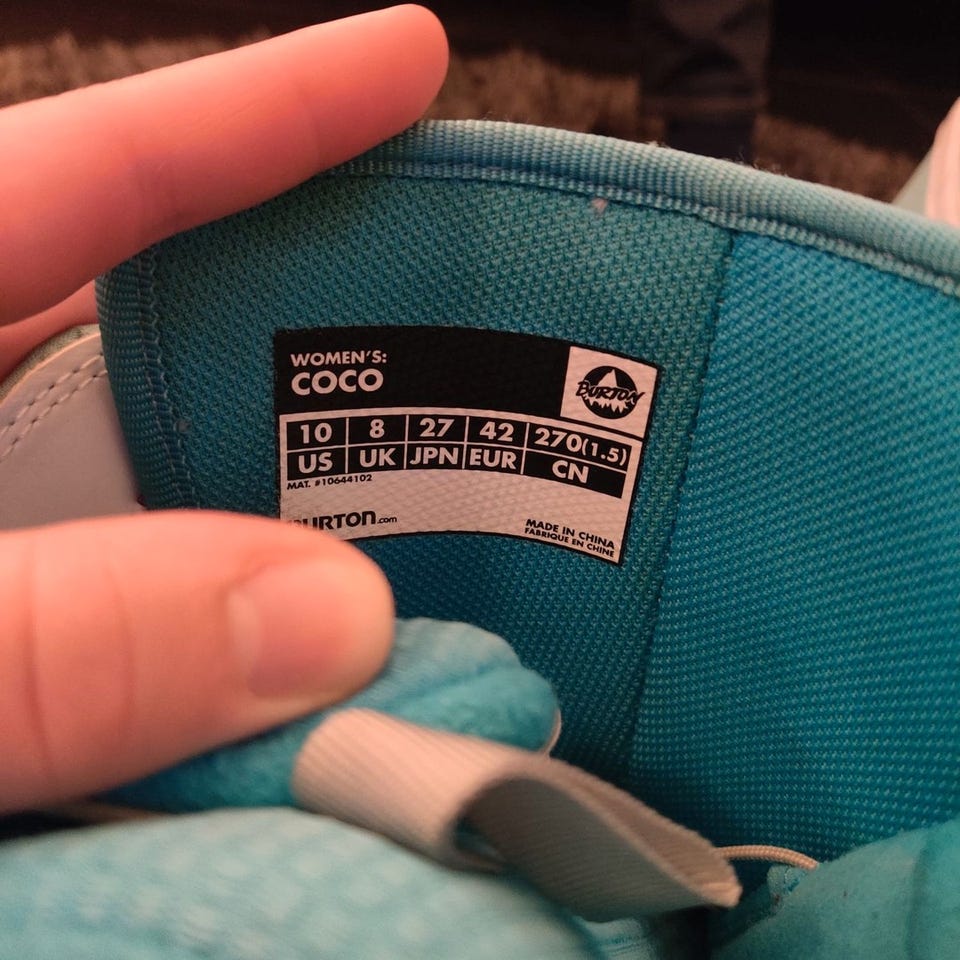 WOMEN'S:
COCO
BURTON
10 8 27 42 270(1.5)
US UK JPN EUR CN
MAT. #10644102
BURTON.com
MADE IN CHINA
FABRIQUE EN CHINE